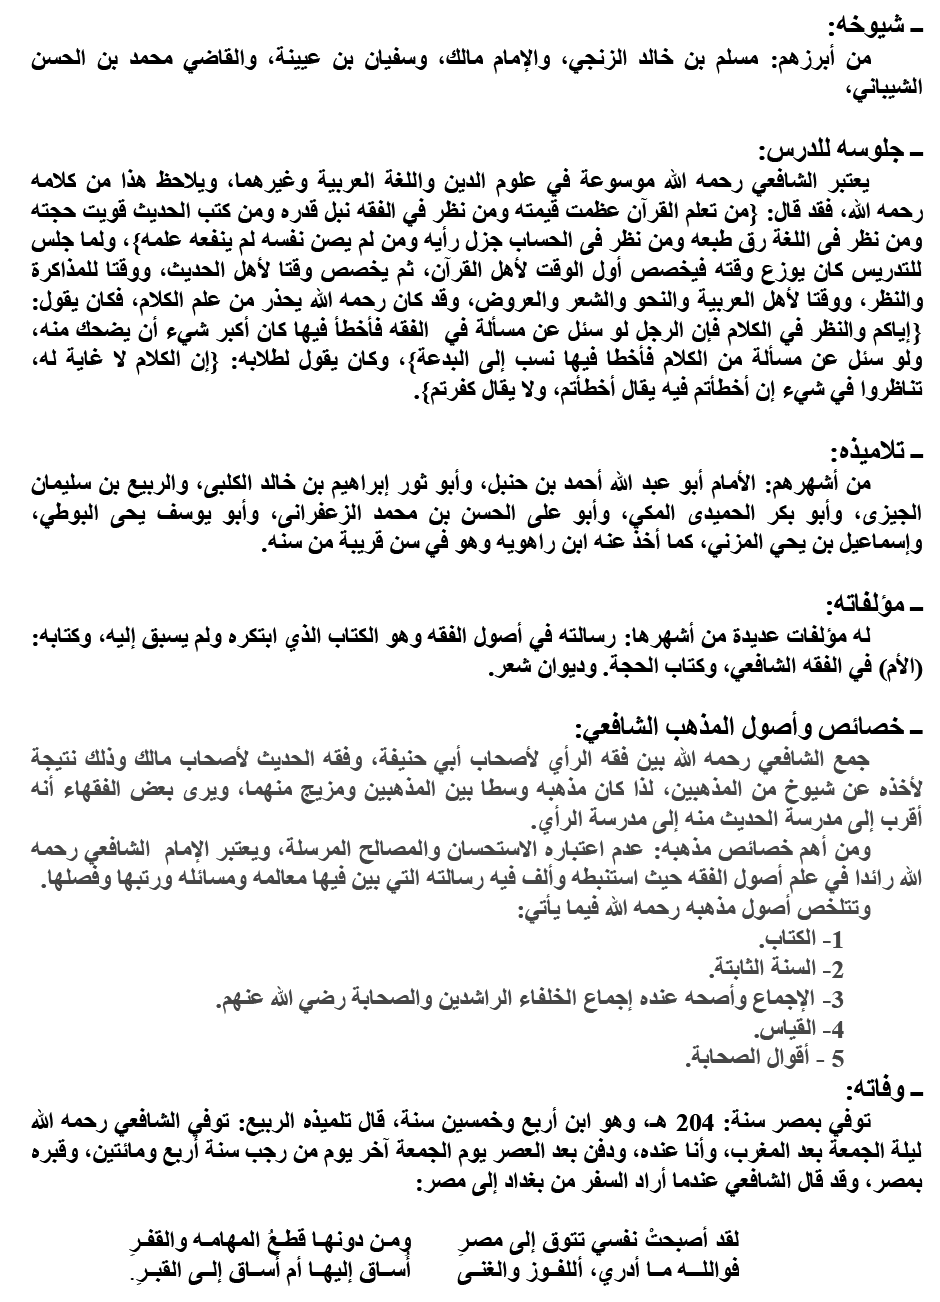 ــ شيوخه:
من أبرزهم: مسلم بن خالد الزنجي، والإمام مالك، وسفيان بن عيينة، والقاضي محمد بن الحسن
الشيباني،
ــ جلوسه للدرس:
يعتبر الشافعي رحمه الله موسوعة في علوم الدين واللغة العربية وغيرهما، ويلاحظ هذا من كلامه
رحمه الله، فقد قال: {من تعلم القرآن عظمت قيمته ومن نظر في الفقه نبل قدره ومن كتب الحديث قويت حجته
ومن نظر فى اللغة رق طبعه ومن نظر فى الحساب جزل رأيه ومن لم يصن نفسه لم ينفعه علمه}، ولما جلس
للتدريس كان يوزع وقته فيخصص أول الوقت لأهل القرآن، ثم يخصص وقتا لأهل الحديث، ووقتا للمذاكرة
والنظر، ووقتا لأهل العربية والنحو والشعر والعروض، وقد كان رحمه الله يحذر من علم الكلام، فكان يقول:
{إياكم والنظر في الكلام فإن الرجل لو سئل عن مسألة في الفقه فأخطأ فيها كان أكبر شيء أن يضحك منه،
ولو سئل عن مسألة من الكلام فأخطا فيها نسب إلى البدعة}، وكان يقول لطلابه: {إن الكلام لا غاية له،
تناظروا في شيء إن أخطأتم فيه يقال أخطأتم، ولا يقال كفرتم}.
ــ تلاميذه:
من أشهرهم: الأمام أبو عبد الله أحمد بن حنبل، وأبو ثور إبراهيم بن خالد الكلبى، والربيع بن سليمان
الجيزى، وأبو بكر الحميدى المكي، وأبو على الحسن بن محمد الزعفرانى، وأبو يوسف يحى البوطي،
وإسماعيل بن يحي المزني، كما أخذ عنه ابن راهويه وهو في سن قريبة من سنه.
ــ مؤلفاته:
له مؤلفات عديدة من أشهرها: رسالته في أصول الفقه وهو الكتاب الذي ابتكره ولم يسبق إليه، وكتابه:
(الأم) في الفقه الشافعي، وكتاب الحجة. وديوان شعر.
ــ خصائص وأصول المذهب الشافعي:
جمع الشافعي رحمه الله بين فقه الرأي لأصحاب أبي حنيفة، وفقه الحديث لأصحاب مالك وذلك نتيجة
لأخذه عن شيوخ من المذهبين، لذا كان مذهبه وسطا بين المذهبين ومزيج منهما، ويرى بعض الفقهاء أنه
أقرب إلى مدرسة الحديث منه إلى مدرسة الرأي.
ومن أهم خصائص مذهبه: عدم اعتباره الاستحسان والمصالح المرسلة، ويعتبر الإمام الشافعي رحمه
الله رائدا في علم أصول الفقه حيث استنبطه وألف فيه رسالته التي بين فيها معالمه ومسائله ورتبها وفصلها.
وتتلخص أصول مذهبه رحمه الله فيما يأتي:
1- الكتاب.
2- السنة الثابتة.
3- الإجماع وأصحه عنده إجماع الخلفاء الراشدين والصحابة رضي الله عنهم.
4- القياس.
5 - أقوال الصحابة.
ــ وفاته:
توفي بمصر سنة: 204 هـ، وهو ابن أربع وخمسين سنة، قال تلميذه الربيع: توفي الشافعي رحمه الله
ليلة الجمعة بعد المغرب، وأنا عنده، ودفن بعد العصر يوم الجمعة آخر يوم من رجب سنة أربع ومائتين، وقبره
بمصر، وقد قال الشافعي عندما أراد السفر من بغداد إلى مصر:
لقد أصبحتْ نفسي تتوق إلى مصرِ ومـن دونهـا قطـعُ المهامـه والقفـرِ
فواللـــه مـا أدري، أللفـوز والغنـى أُسـاق إليهـا أم أُسـاق إلـى القبـرِ.